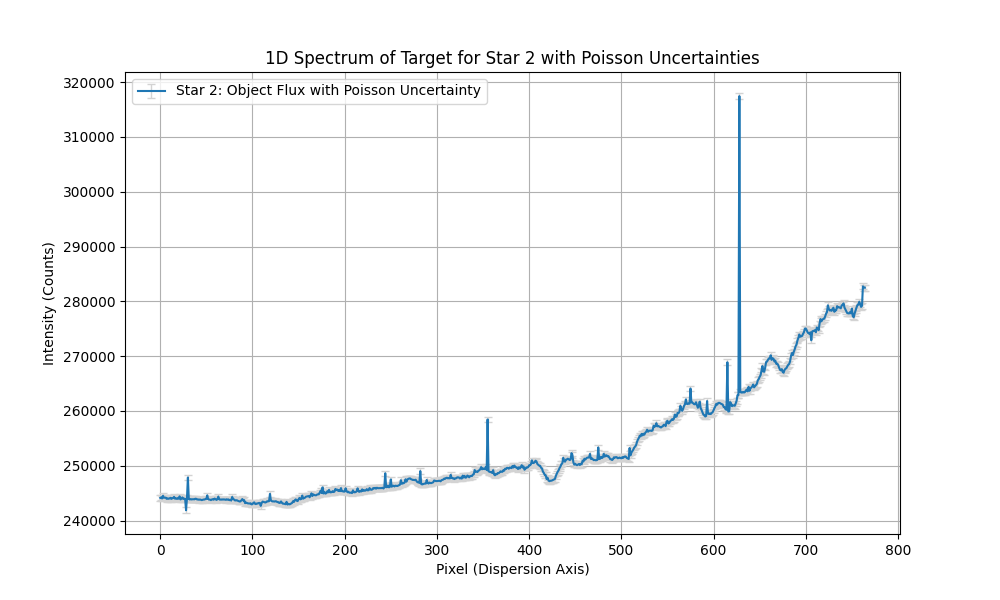 1D Spectrum of Target for Star 2 with Poisson Uncertainties
Star 2: Object Flux with Poisson Uncertainty
Intensity (Counts)
320000
310000
300000
290000
280000
270000
260000
250000
240000
0 100 200 300 400 500 600 700 800
Pixel (Dispersion Axis)